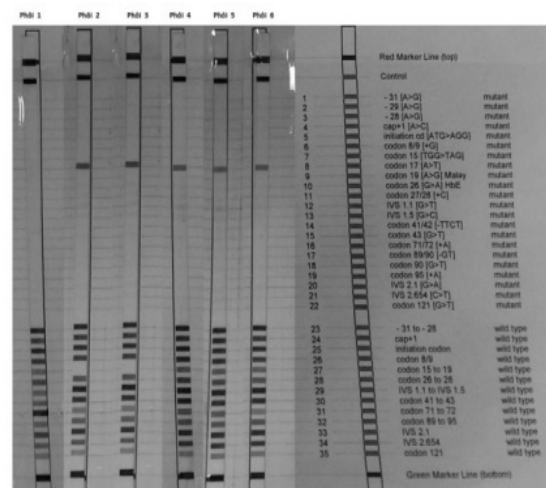 Phôi 1 Phôi 2 Phôi 3 Phôi 4 Phôi 5 Phôi 6
Red Marker Line (top)
Control
1 - 31 [A>G] mutant
2 - 29 [A>G] mutant
3 - 28 [A>G] mutant
4 cap+1 [A>C] mutant
5 initiation cd [ATG>AGG] mutant
6 codon 8/9 [+G] mutant
7 codon 15 [TGG>TAG] mutant
8 codon 17 [A>T] mutant
9 codon 19 [A>G] Malay mutant
10 codon 26 [G>A] HbE mutant
11 codon 27/28 [+C] mutant
12 IVS 1.1 [G>T] mutant
13 IVS 1.5 [G>C] mutant
14 codon 41/42 [-TTCT] mutant
15 codon 43 [G>T] mutant
16 codon 71/72 [+A] mutant
17 codon 89/90 [-GT] mutant
18 codon 90 [G>T] mutant
19 codon 95 [+A] mutant
20 IVS 2.1 [G>A] mutant
21 IVS 2.654 [C>T] mutant
22 codon 121 [G>T] mutant
23 - 31 to - 28 wild type
24 cap+1 wild type
25 initiation codon wild type
26 codon 8/9 wild type
27 codon 15 to 19 wild type
28 codon 26 to 28 wild type
29 IVS 1.1 to IVS 1.5 wild type
30 codon 41 to 43 wild type
31 codon 71 to 72 wild type
32 codon 89 to 95 wild type
33 IVS 2.1 wild type
34 IVS 2.654 wild type
35 codon 121 wild type
Green Marker Line (bottom)